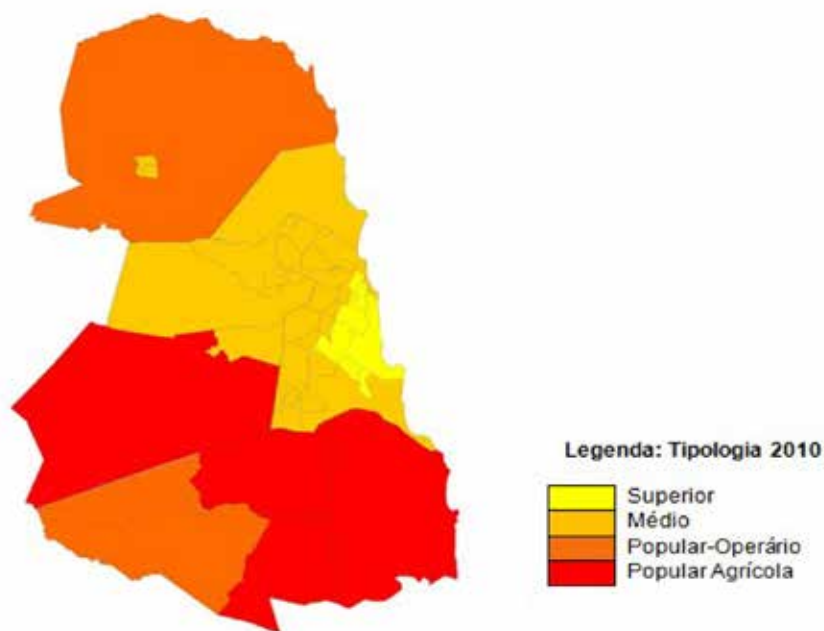 Legenda: Tipologia 2010
Superior
Médio
Popular-Operário
Popular Agrícola